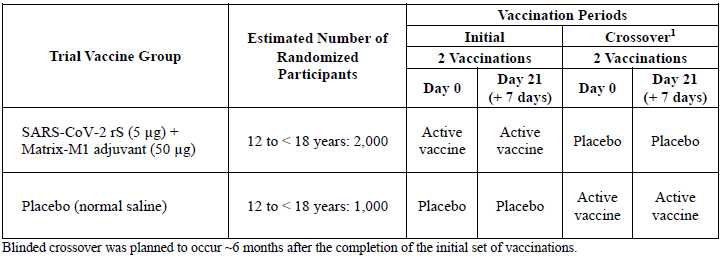 Trial Vaccine Group
Estimated Number of
Randomized
Participants
Vaccination Periods
Initial
Crossover1
2 Vaccinations
2 Vaccinations
Day 0
Day 21
(+ 7 days)
Day 0
Day 21
(+ 7 days)
SARS-CoV-2 rS (5 µg) +
Matrix-M1 adjuvant (50 µg)
12 to < 18 years: 2,000
Active
vaccine
Active
vaccine
Placebo
Placebo
Placebo (normal saline)
12 to < 18 years: 1,000
Placebo
Placebo
Active
vaccine
Active
vaccine
Blinded crossover was planned to occur ~6 months after the completion of the initial set of vaccinations.